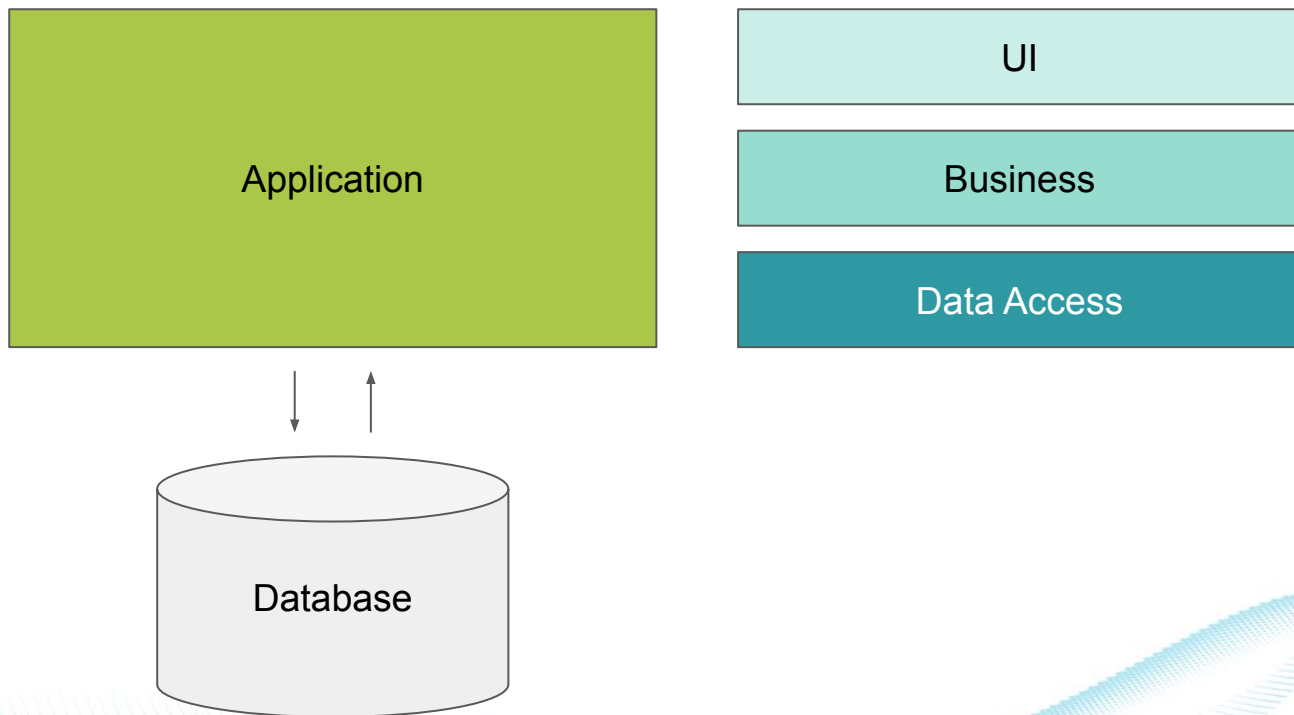 Application
UI
Business
Data Access
Database